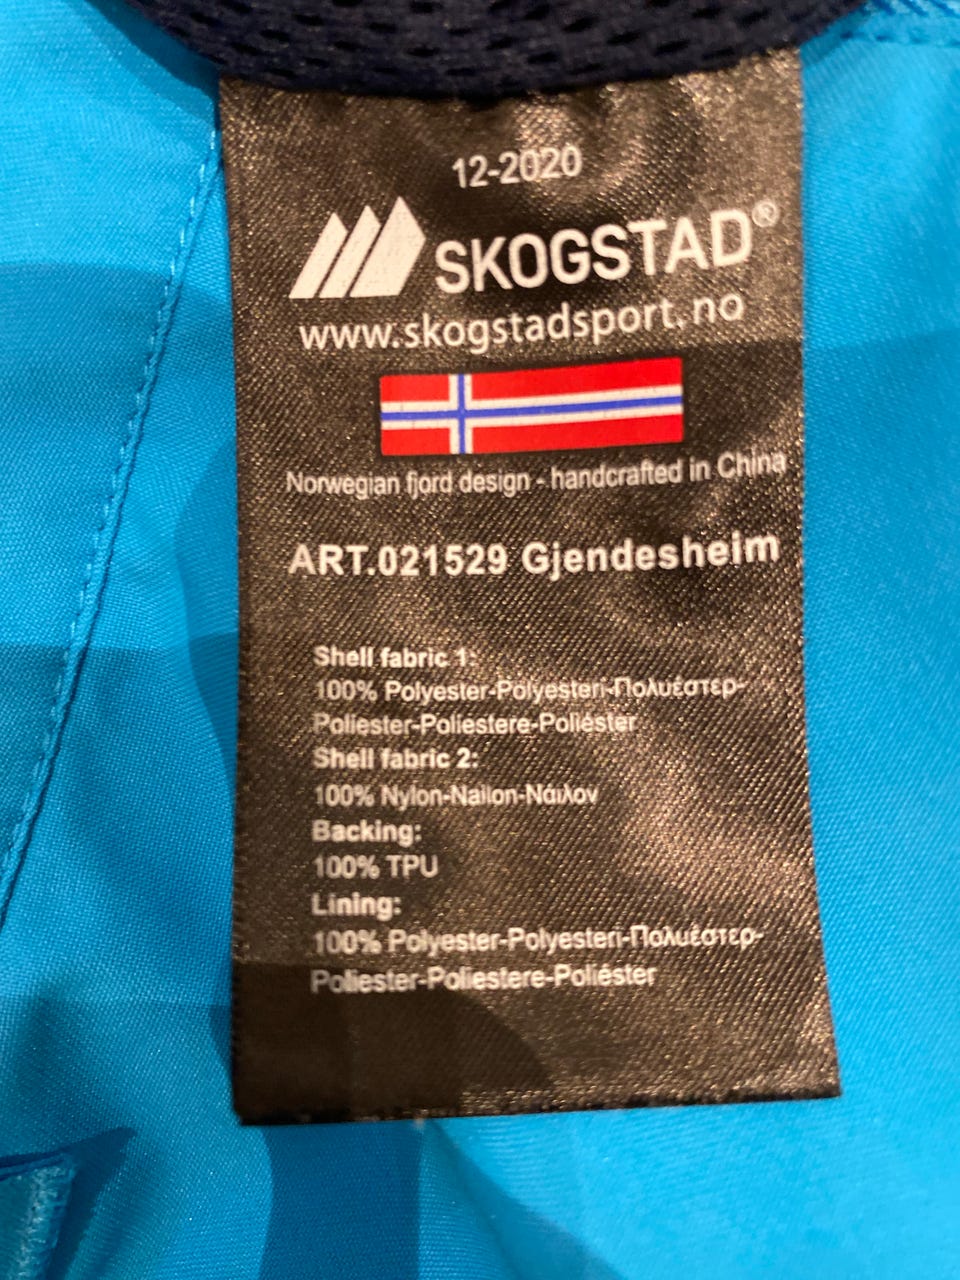 12-2020
SKOGSTAD®
www.skogstadsport.no
Norwegian fjord design - handcrafted in China
ART.021529 Gjendesheim
Shell fabric 1:
100% Polyester-Polyesteri-Πολυέστερ-
Poliester-Poliestere-Poliéster
Shell fabric 2:
100% Nylon-Nailon-Νάιλον
Backing:
100% TPU
Lining:
100% Polyester-Polyesteri-Πολυέστερ-
Poliester-Poliestere-Poliéster